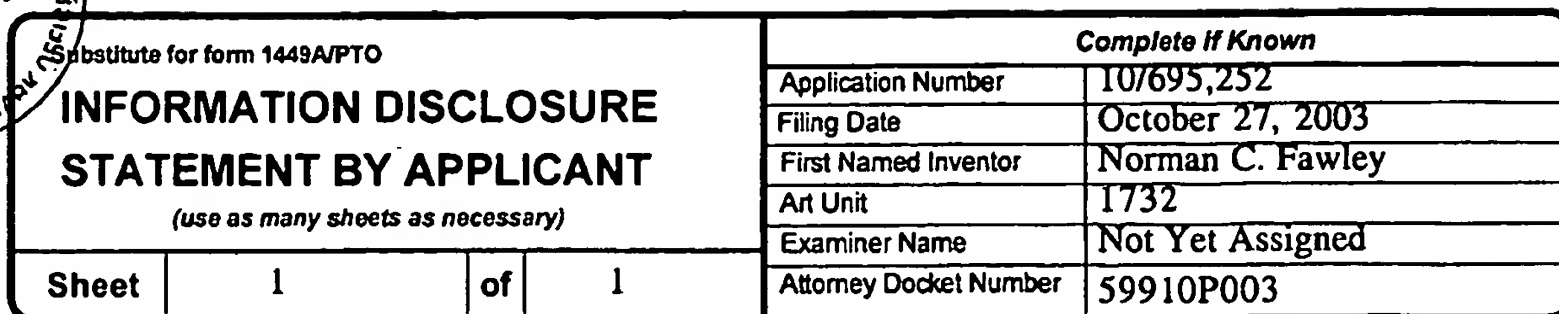 Substitute for form 1449A/PTO
INFORMATION DISCLOSURE
STATEMENT BY APPLICANT
(use as many sheets as necessary)
Sheet 1 of 1
Complete if Known
Application Number 10/695,252
Filing Date October 27, 2003
First Named Inventor Norman C. Fawley
Art Unit 1732
Examiner Name Not Yet Assigned
Attorney Docket Number 59910P003